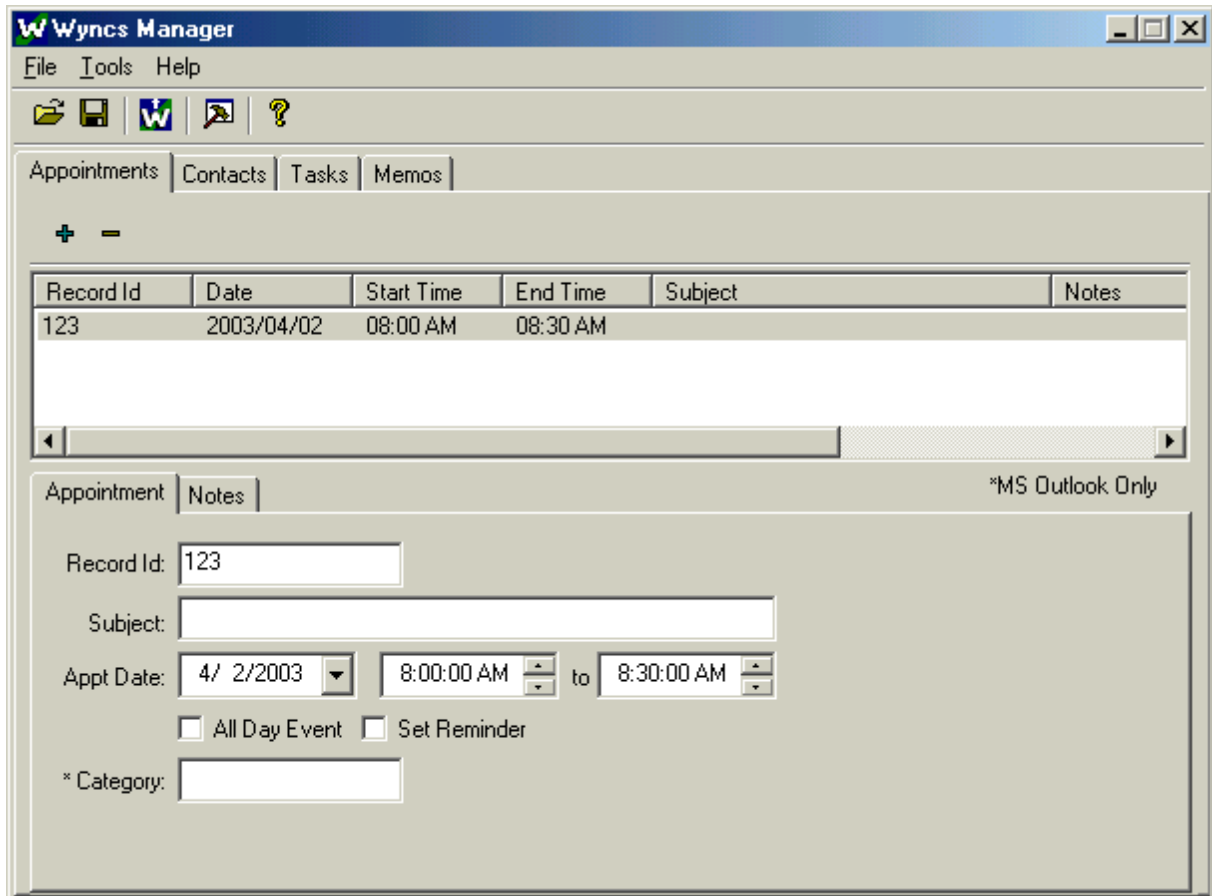 Wyncs Manager
File Tools Help
Appointments Contacts Tasks Memos
Record Id Date Start Time End Time Subject Notes
123 2003/04/02 08:00 AM 08:30 AM
Appointment Notes *MS Outlook Only
Record Id: 123
Subject:
Appt Date: 4/ 2/2003 8:00:00 AM to 8:30:00 AM
All Day Event Set Reminder
* Category: